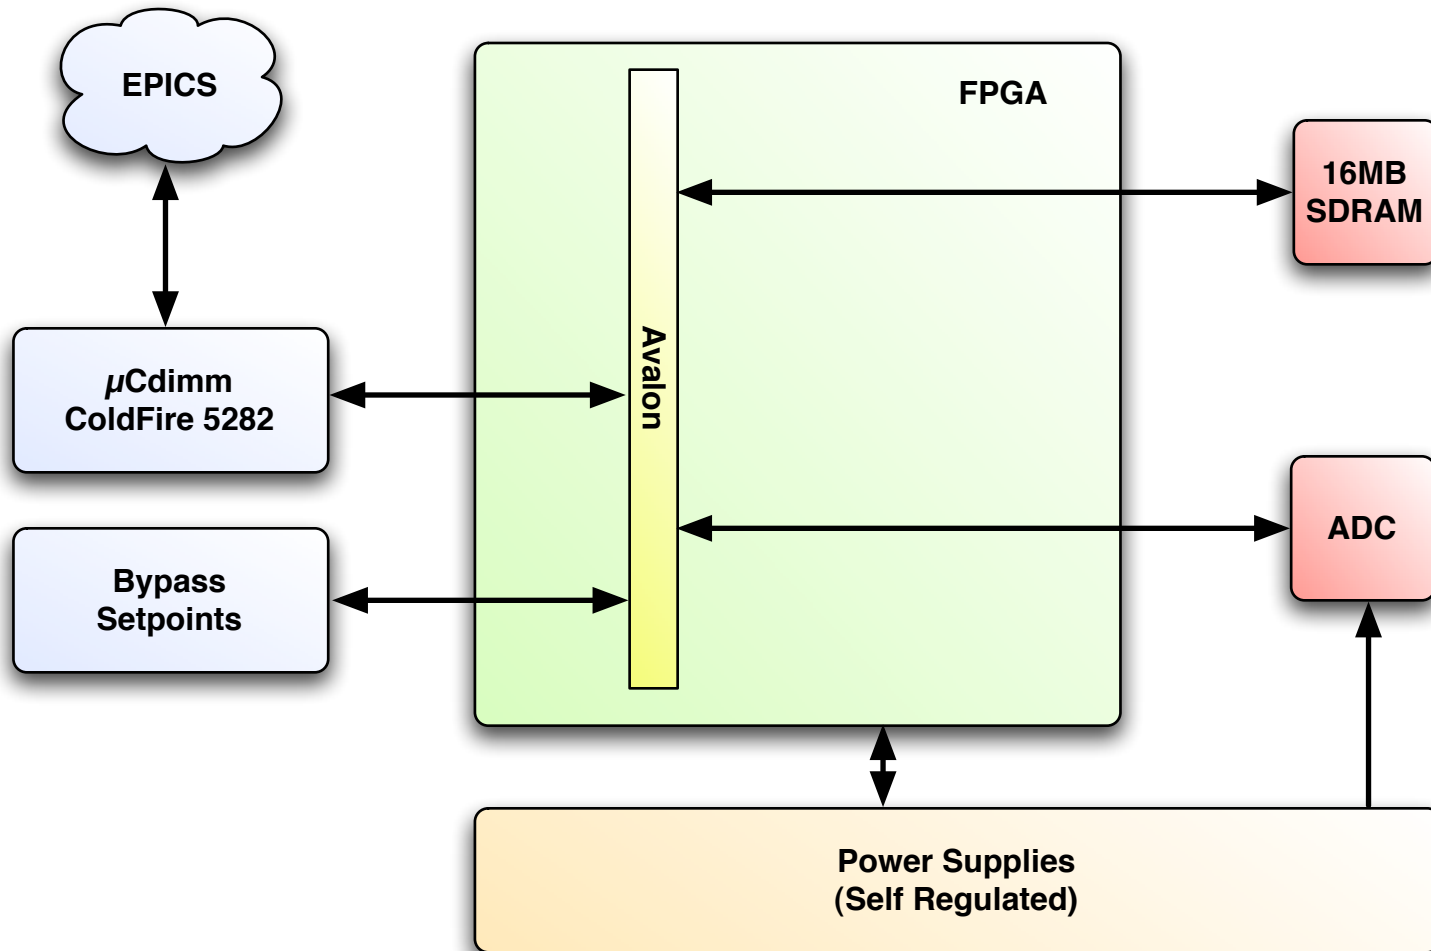 EPICS
FPGA
16MB
SDRAM
Avalon
µCdimm
ColdFire 5282
Bypass
Setpoints
ADC
Power Supplies
(Self Regulated)